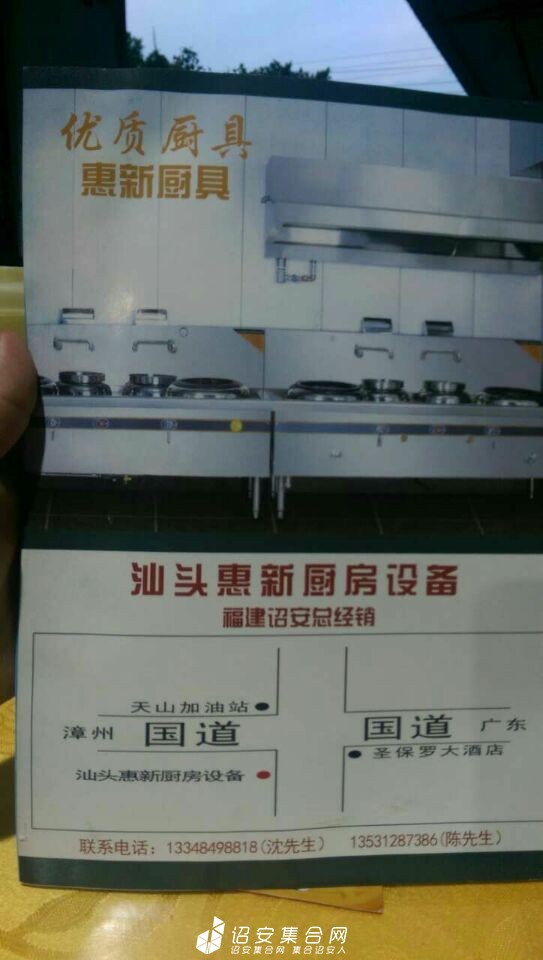 优质厨具
惠新厨具
汕头惠新厨房设备
福建诏安总经销
天山加油站
漳州 国道 国道 广东
圣保罗大酒店
汕头惠新厨房设备
联系电话：13348498818(沈先生） 13531287386(陈先生）
诏安集合网
诏安集合网 集合诏安人